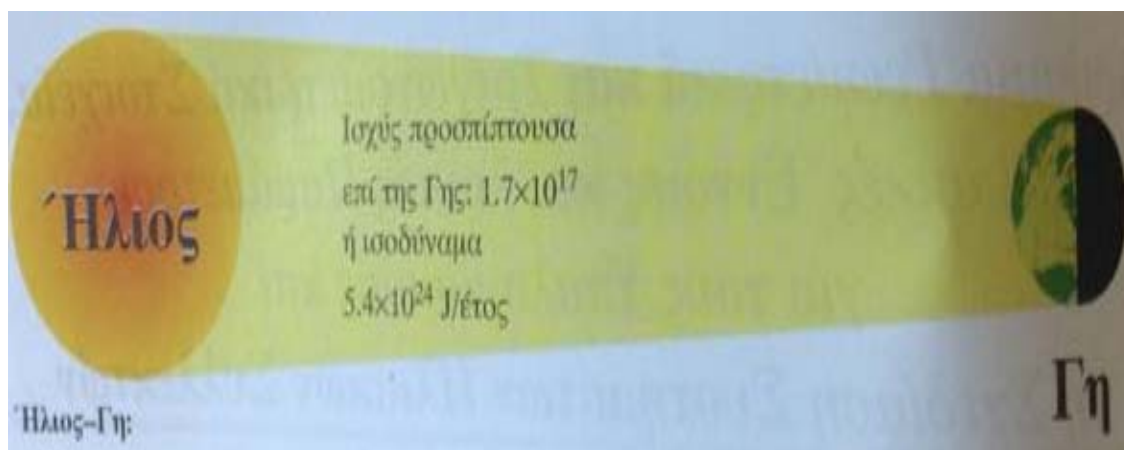 Ισχύς προσπίπτουσα
επί της Γης: 1.7×10¹⁷
ή ισοδύναμα
5.4×10²⁴ J/έτος
Ήλιος
Γη
Ήλιος–Γη: